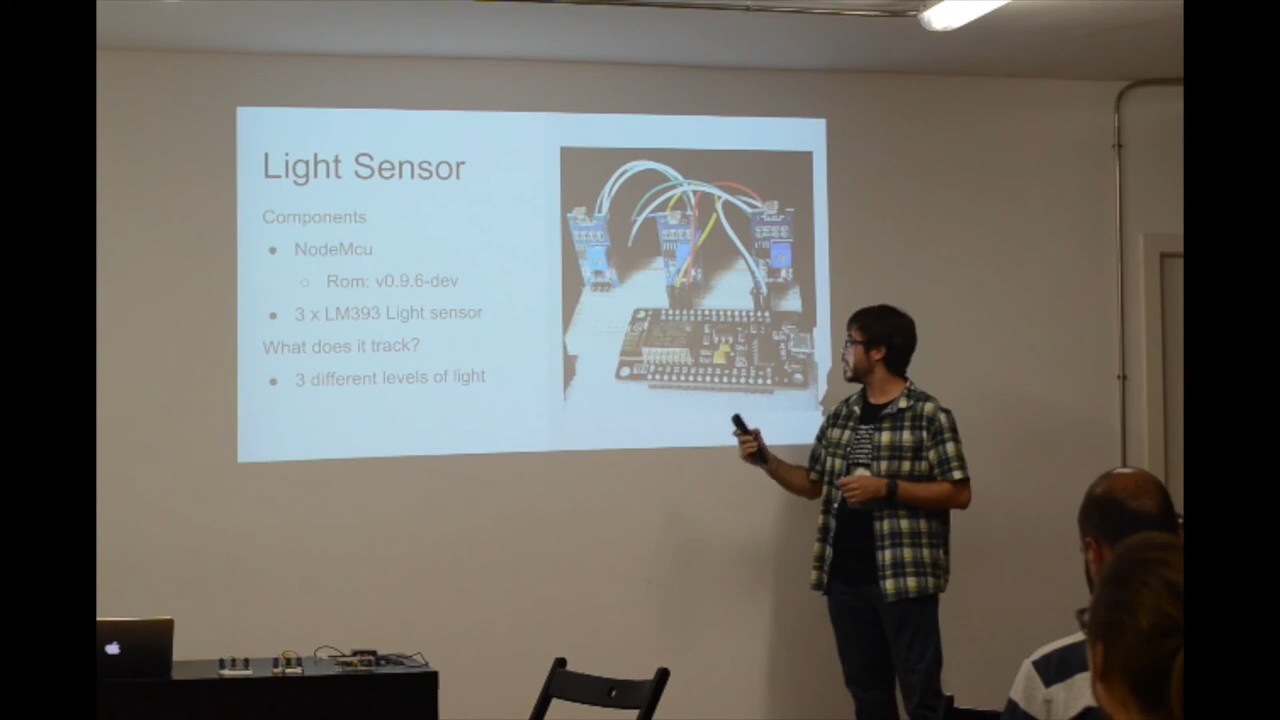 Light Sensor
Components
● NodeMcu
○ Rom: v0.9.6-dev
● 3 x LM393 Light sensor
What does it track?
● 3 different levels of light